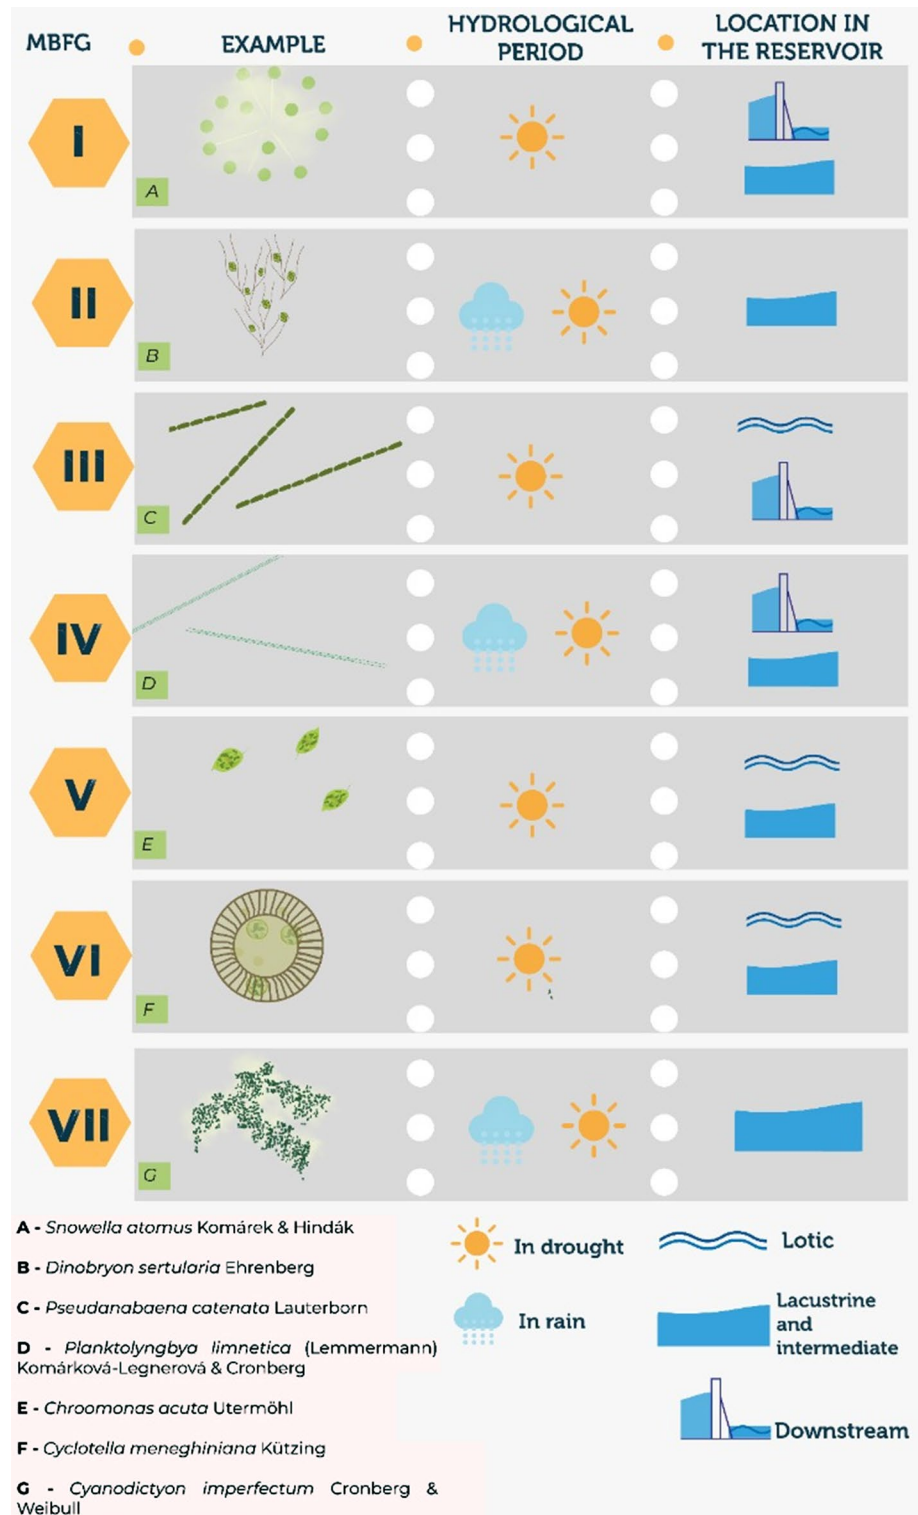 MBFG
EXAMPLE
HYDROLOGICAL
PERIOD
LOCATION IN
THE RESERVOIR
I
A
II
B
III
C
IV
D
V
E
VI
F
VII
G
A - Snowella atomus Komárek & Hindák
B - Dinobryon sertularia Ehrenberg
C - Pseudanabaena catenata Lauterborn
D - Planktolyngbya limnetica (Lemmermann)
Komárková-Legnerová & Cronberg
E - Chroomonas acuta Utermöhl
F - Cyclotella meneghiniana Kützing
G - Cyanodictyon imperfectum Cronberg &
Weibull
In drought
In rain
Lotic
Lacustrine
and
intermediate
Downstream